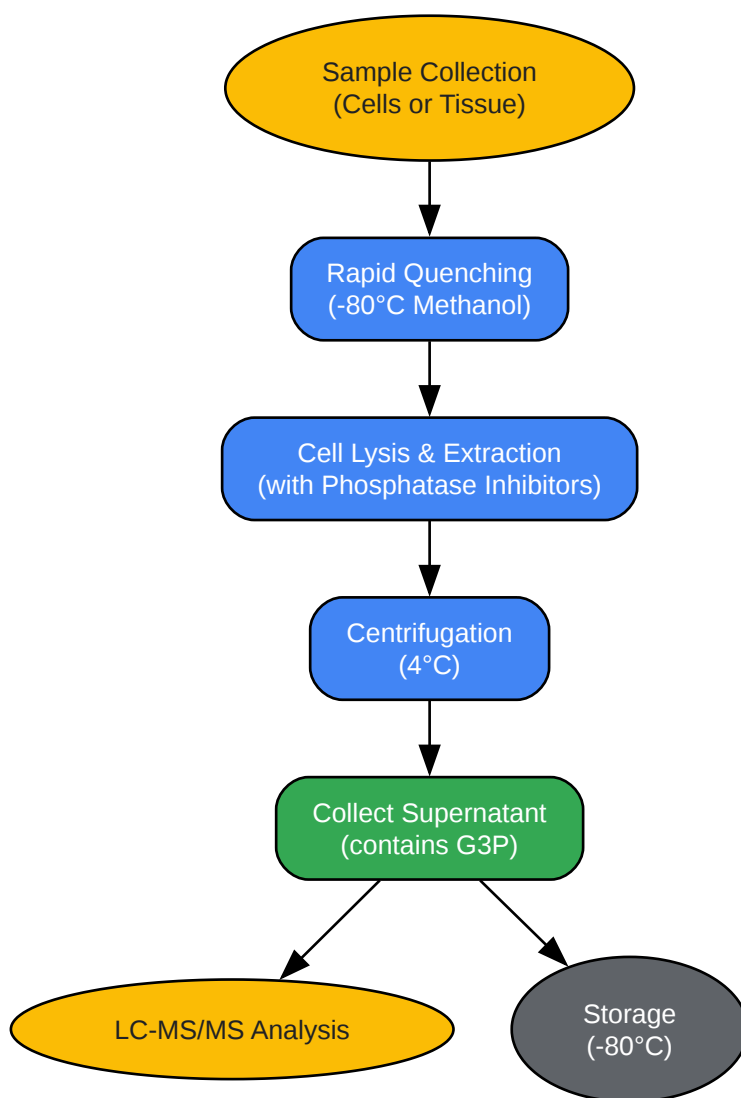 Sample Collection
(Cells or Tissue)
Rapid Quenching
(-80°C Methanol)
Cell Lysis & Extraction
(with Phosphatase Inhibitors)
Centrifugation
(4°C)
Collect Supernatant
(contains G3P)
LC-MS/MS Analysis
Storage
(-80°C)